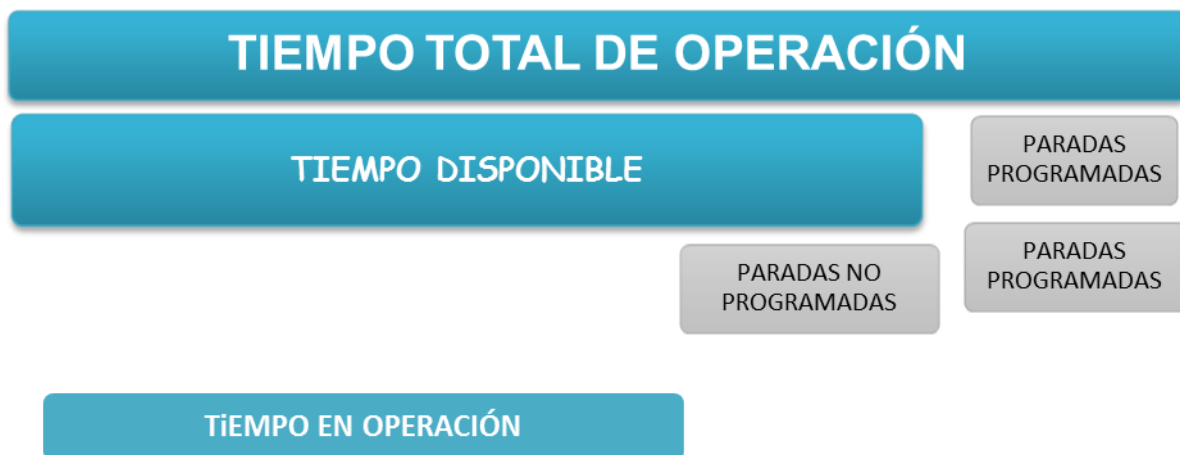 TIEMPO TOTAL DE OPERACIÓN
TIEMPO DISPONIBLE
PARADAS
PROGRAMADAS
PARADAS NO
PROGRAMADAS
PARADAS
PROGRAMADAS
TiEMPO EN OPERACIÓN